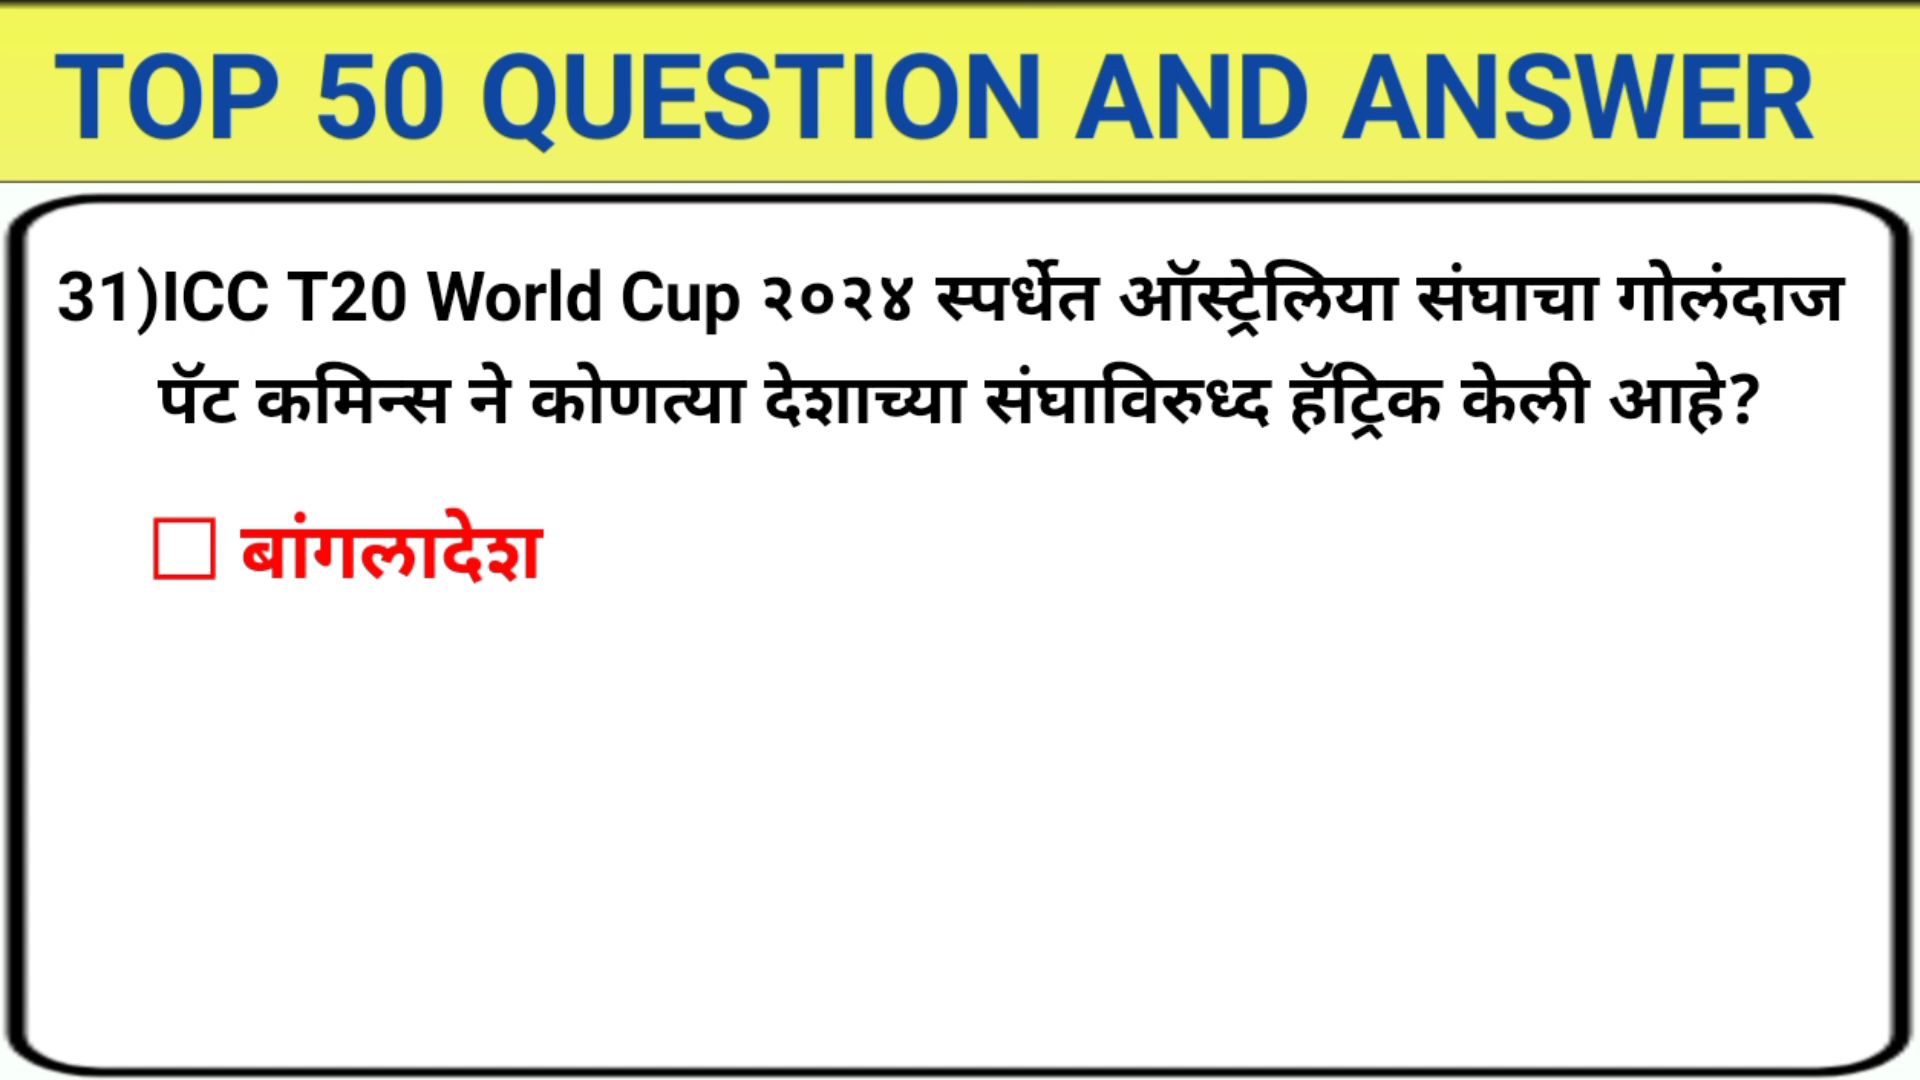 TOP 50 QUESTION AND ANSWER
31)ICC T20 World Cup २०२४ स्पर्धेत ऑस्ट्रेलिया संघाचा गोलंदाज
पॅट कमिन्स ने कोणत्या देशाच्या संघाविरुध्द हॅट्रिक केली आहे?
☐ बांगलादेश